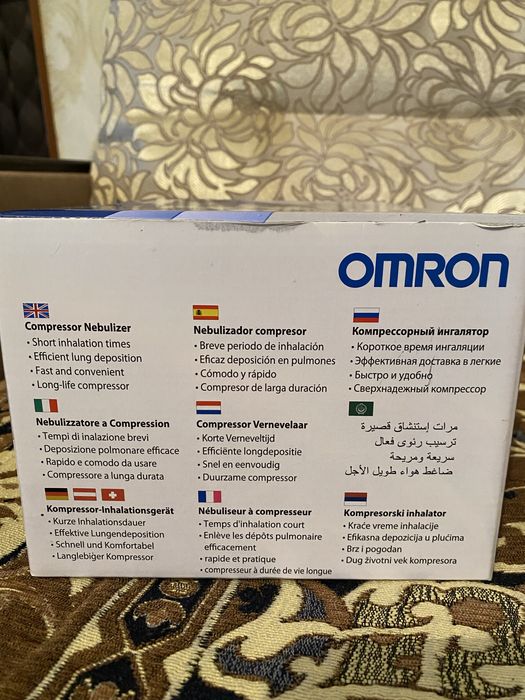 OMRON
Compressor Nebulizer
• Short inhalation times
• Efficient lung deposition
• Fast and convenient
• Long-life compressor
Nebulizador compresor
• Breve periodo de inhalación
• Eficaz deposición en pulmones
• Cómodo y rápido
• Compresor de larga duración
Компрессорный ингалятор
• Короткое время ингаляции
• Эффективная доставка в легкие
• Быстро и удобно
• Сверхнадежный компрессор
Nebulizzatore a Compression
• Tempi di inalazione brevi
• Deposizione polmonare efficace
• Rapido e comodo da usare
• Compressore a lunga durata
Compressor Vernevelaar
• Korte Verneveltijd
• Efficiënte longdepositie
• Snel en eenvoudig
• Duurzame compressor
مرات إستنشاق قصيرة
ترسيب رئوى فعال
سريعة ومريحة
ضاغط هواء طويل الأجل
Kompressor-Inhalationsgerät
• Kurze Inhalationsdauer
• Effektive Lungendeposition
• Schnell und Komfortabel
• Langlebiger Kompressor
Nébuliseur à compresseur
• Temps d'inhalation court
• Enlève les dépôts pulmonaire
efficacement
• rapide et pratique
• compresseur à durée de vie longue
Kompresorski inhalator
• Kraće vreme inhalacije
• Efikasna depozicija u plućima
• Brz i pogodan
• Dug životni vek kompresora